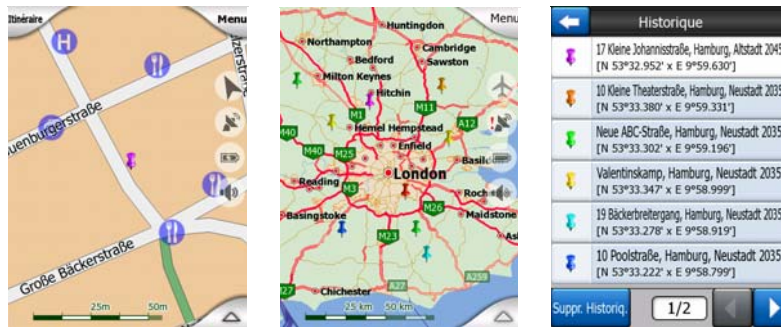 Itinéraire
Menu
H
uenburgerstraße
Große Bäckerstraße
25m
50m
Menu
Huntingdon
Northampton
Cambridge
Bedford
Sawston
Milton Keynes
Hitchin
M1
M11
A12
M40
Hemel Hempstead
Enfield
M40
M25
London
Reading
M3
M26
Basingstoke
Maidstone
M23
Chichester
A27
A259
25 km
50 km
Historique
17 Kleine Johannisstraße, Hamburg, Altstadt 2045
[N 53°32.952' x E 9°59.630']
10 Kleine Theaterstraße, Hamburg, Neustadt 2035
[N 53°33.380' x E 9°59.331']
Neue ABC-Straße, Hamburg, Neustadt 2035
[N 53°33.302' x E 9°59.196']
Valentinskamp, Hamburg, Neustadt 2035
[N 53°33.347' x E 9°58.999']
19 Bäckerbreitergang, Hamburg, Neustadt 2035
[N 53°33.278' x E 9°58.919']
10 Poolstraße, Hamburg, Neustadt 2035
[N 53°33.222' x E 9°58.799']
Suppr. Historiq.
1/2